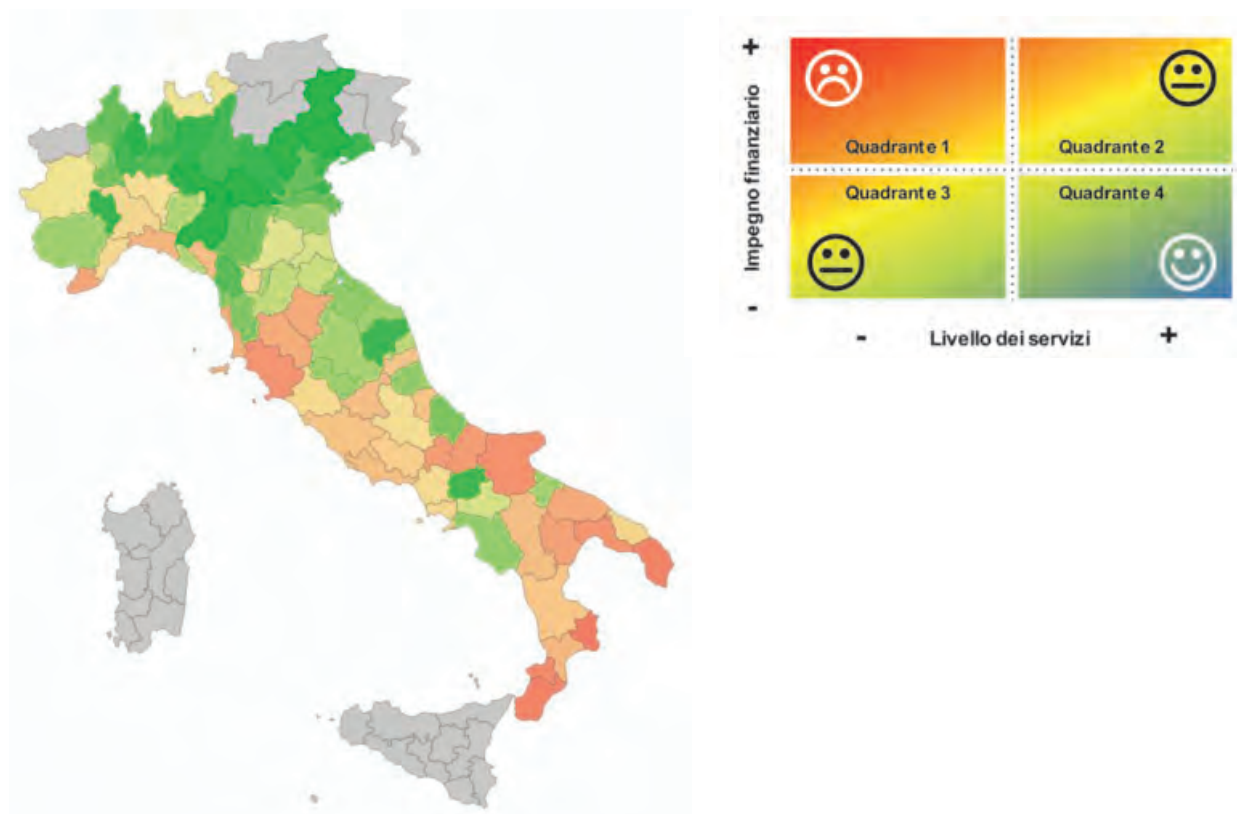 +
Impegno finanziario
-
Quadrante 1
Quadrante 2
Quadrante 3
Quadrante 4
- Livello dei servizi +